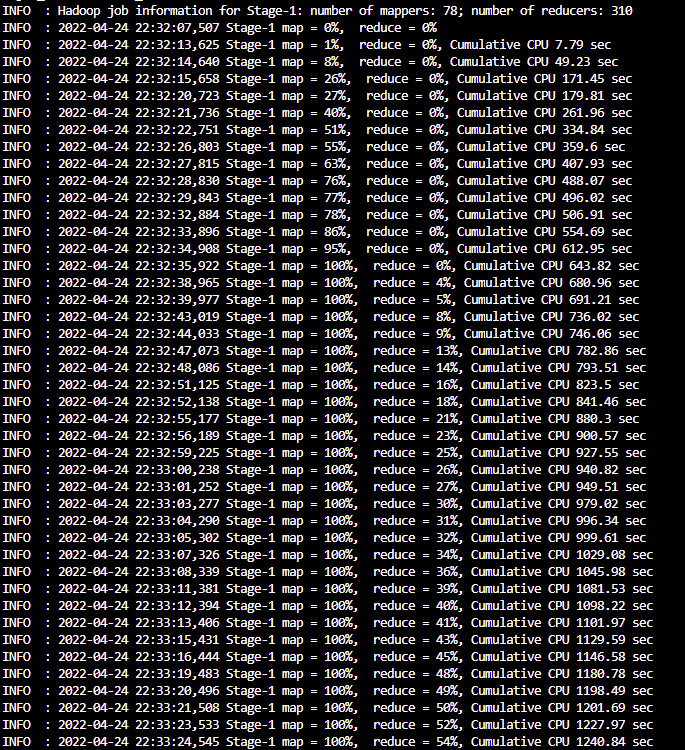 INFO  : Hadoop job information for Stage-1: number of mappers: 78; number of reducers: 310
INFO  : 2022-04-24 22:32:07,507 Stage-1 map = 0%,  reduce = 0%
INFO  : 2022-04-24 22:32:13,625 Stage-1 map = 1%,  reduce = 0%, Cumulative CPU 7.79 sec
INFO  : 2022-04-24 22:32:14,640 Stage-1 map = 8%,  reduce = 0%, Cumulative CPU 49.23 sec
INFO  : 2022-04-24 22:32:15,658 Stage-1 map = 26%,  reduce = 0%, Cumulative CPU 171.45 sec
INFO  : 2022-04-24 22:32:20,723 Stage-1 map = 27%,  reduce = 0%, Cumulative CPU 179.81 sec
INFO  : 2022-04-24 22:32:21,736 Stage-1 map = 40%,  reduce = 0%, Cumulative CPU 261.96 sec
INFO  : 2022-04-24 22:32:22,751 Stage-1 map = 51%,  reduce = 0%, Cumulative CPU 334.84 sec
INFO  : 2022-04-24 22:32:26,803 Stage-1 map = 55%,  reduce = 0%, Cumulative CPU 359.6 sec
INFO  : 2022-04-24 22:32:27,815 Stage-1 map = 63%,  reduce = 0%, Cumulative CPU 407.93 sec
INFO  : 2022-04-24 22:32:28,830 Stage-1 map = 76%,  reduce = 0%, Cumulative CPU 488.07 sec
INFO  : 2022-04-24 22:32:29,843 Stage-1 map = 77%,  reduce = 0%, Cumulative CPU 496.02 sec
INFO  : 2022-04-24 22:32:32,884 Stage-1 map = 78%,  reduce = 0%, Cumulative CPU 506.91 sec
INFO  : 2022-04-24 22:32:33,896 Stage-1 map = 86%,  reduce = 0%, Cumulative CPU 554.69 sec
INFO  : 2022-04-24 22:32:34,908 Stage-1 map = 95%,  reduce = 0%, Cumulative CPU 612.95 sec
INFO  : 2022-04-24 22:32:35,922 Stage-1 map = 100%,  reduce = 0%, Cumulative CPU 643.82 sec
INFO  : 2022-04-24 22:32:38,965 Stage-1 map = 100%,  reduce = 4%, Cumulative CPU 680.96 sec
INFO  : 2022-04-24 22:32:39,977 Stage-1 map = 100%,  reduce = 5%, Cumulative CPU 691.21 sec
INFO  : 2022-04-24 22:32:43,019 Stage-1 map = 100%,  reduce = 8%, Cumulative CPU 736.02 sec
INFO  : 2022-04-24 22:32:44,033 Stage-1 map = 100%,  reduce = 9%, Cumulative CPU 746.06 sec
INFO  : 2022-04-24 22:32:47,073 Stage-1 map = 100%,  reduce = 13%, Cumulative CPU 782.86 sec
INFO  : 2022-04-24 22:32:48,086 Stage-1 map = 100%,  reduce = 14%, Cumulative CPU 793.51 sec
INFO  : 2022-04-24 22:32:51,125 Stage-1 map = 100%,  reduce = 16%, Cumulative CPU 823.5 sec
INFO  : 2022-04-24 22:32:52,138 Stage-1 map = 100%,  reduce = 18%, Cumulative CPU 841.46 sec
INFO  : 2022-04-24 22:32:55,177 Stage-1 map = 100%,  reduce = 21%, Cumulative CPU 880.3 sec
INFO  : 2022-04-24 22:32:56,189 Stage-1 map = 100%,  reduce = 23%, Cumulative CPU 900.57 sec
INFO  : 2022-04-24 22:32:59,225 Stage-1 map = 100%,  reduce = 25%, Cumulative CPU 927.55 sec
INFO  : 2022-04-24 22:33:00,238 Stage-1 map = 100%,  reduce = 26%, Cumulative CPU 940.82 sec
INFO  : 2022-04-24 22:33:01,252 Stage-1 map = 100%,  reduce = 27%, Cumulative CPU 949.51 sec
INFO  : 2022-04-24 22:33:03,277 Stage-1 map = 100%,  reduce = 30%, Cumulative CPU 979.02 sec
INFO  : 2022-04-24 22:33:04,290 Stage-1 map = 100%,  reduce = 31%, Cumulative CPU 996.34 sec
INFO  : 2022-04-24 22:33:05,302 Stage-1 map = 100%,  reduce = 32%, Cumulative CPU 999.61 sec
INFO  : 2022-04-24 22:33:07,326 Stage-1 map = 100%,  reduce = 34%, Cumulative CPU 1029.08 sec
INFO  : 2022-04-24 22:33:08,339 Stage-1 map = 100%,  reduce = 36%, Cumulative CPU 1045.98 sec
INFO  : 2022-04-24 22:33:11,381 Stage-1 map = 100%,  reduce = 39%, Cumulative CPU 1081.53 sec
INFO  : 2022-04-24 22:33:12,394 Stage-1 map = 100%,  reduce = 40%, Cumulative CPU 1098.22 sec
INFO  : 2022-04-24 22:33:13,406 Stage-1 map = 100%,  reduce = 41%, Cumulative CPU 1101.97 sec
INFO  : 2022-04-24 22:33:15,431 Stage-1 map = 100%,  reduce = 43%, Cumulative CPU 1129.59 sec
INFO  : 2022-04-24 22:33:16,444 Stage-1 map = 100%,  reduce = 45%, Cumulative CPU 1146.58 sec
INFO  : 2022-04-24 22:33:19,483 Stage-1 map = 100%,  reduce = 48%, Cumulative CPU 1180.78 sec
INFO  : 2022-04-24 22:33:20,496 Stage-1 map = 100%,  reduce = 49%, Cumulative CPU 1198.49 sec
INFO  : 2022-04-24 22:33:21,508 Stage-1 map = 100%,  reduce = 50%, Cumulative CPU 1201.69 sec
INFO  : 2022-04-24 22:33:23,533 Stage-1 map = 100%,  reduce = 52%, Cumulative CPU 1227.97 sec
INFO  : 2022-04-24 22:33:24,545 Stage-1 map = 100%,  reduce = 54%, Cumulative CPU 1240.84 sec